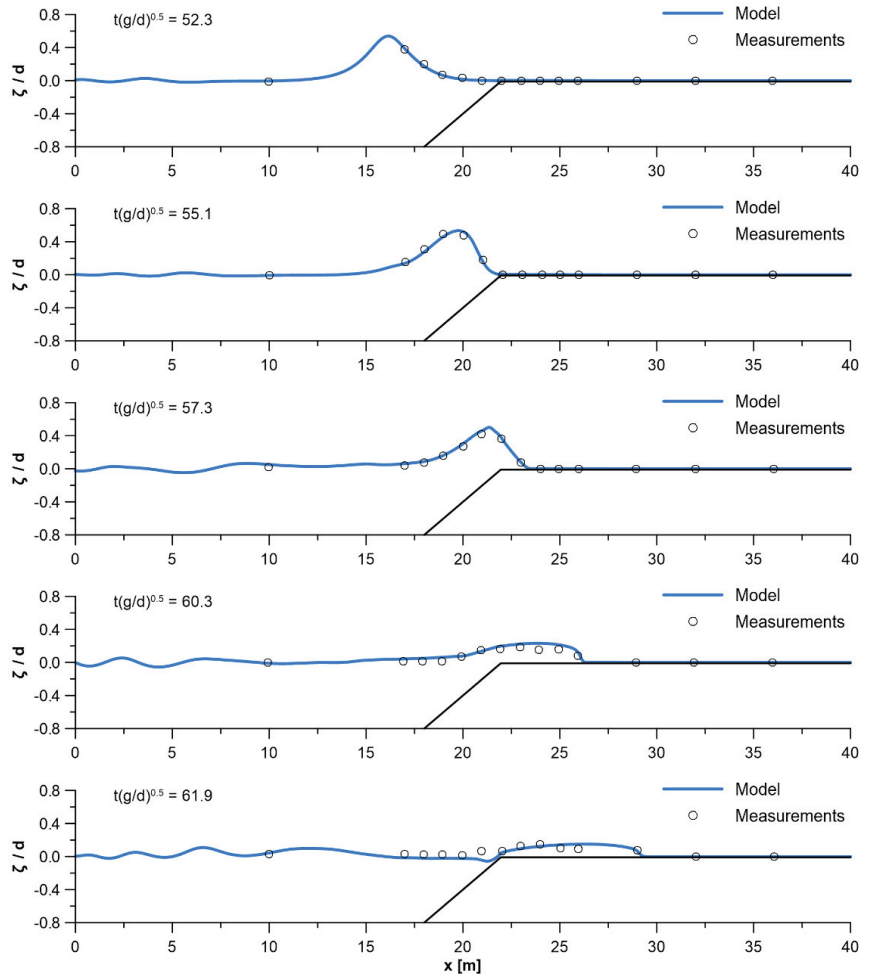 t(g/d)0.5 = 52.3
Model
Measurements
0.8
0.4
0.0
-0.4
-0.8
ζ / d
0 5 10 15 20 25 30 35 40
t(g/d)0.5 = 55.1
Model
Measurements
0.8
0.4
0.0
-0.4
-0.8
ζ / d
0 5 10 15 20 25 30 35 40
t(g/d)0.5 = 57.3
Model
Measurements
0.8
0.4
0.0
-0.4
-0.8
ζ / d
0 5 10 15 20 25 30 35 40
t(g/d)0.5 = 60.3
Model
Measurements
0.8
0.4
0.0
-0.4
-0.8
ζ / d
0 5 10 15 20 25 30 35 40
t(g/d)0.5 = 61.9
Model
Measurements
0.8
0.4
0.0
-0.4
-0.8
ζ / d
0 5 10 15 20 25 30 35 40
x [m]